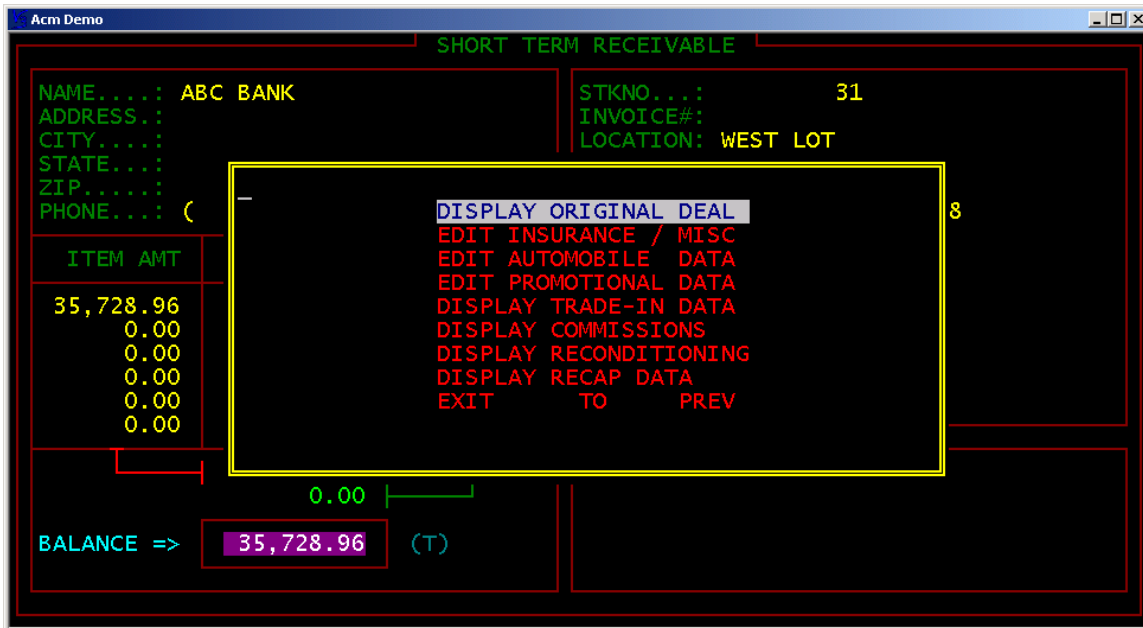 Acm Demo
SHORT TERM RECEIVABLE
NAME....: ABC BANK
ADDRESS.:
CITY....:
STATE...:
ZIP.....:
PHONE...: (
STKNO...: 31
INVOICE#:
LOCATION: WEST LOT
8
DISPLAY ORIGINAL DEAL
EDIT INSURANCE / MISC
EDIT AUTOMOBILE DATA
EDIT PROMOTIONAL DATA
DISPLAY TRADE-IN DATA
DISPLAY COMMISSIONS
DISPLAY RECONDITIONING
DISPLAY RECAP DATA
EXIT TO PREV
ITEM AMT
35,728.96
0.00
0.00
0.00
0.00
0.00
0.00
BALANCE => 35,728.96 (T)